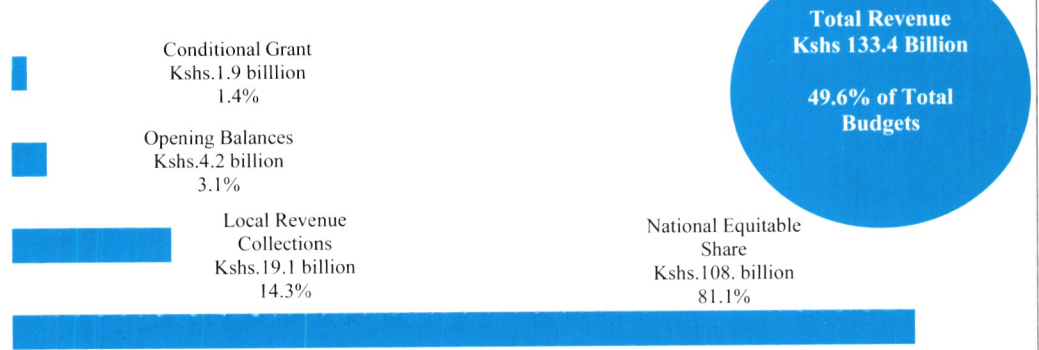 Total Revenue
Kshs 133.4 Billion
49.6% of Total
Budgets
Conditional Grant
Kshs.1.9 billlion
1.4%
Opening Balances
Kshs.4.2 billion
3.1%
Local Revenue
Collections
Kshs.19.1 billion
14.3%
National Equitable
Share
Kshs.108. billion
81.1%